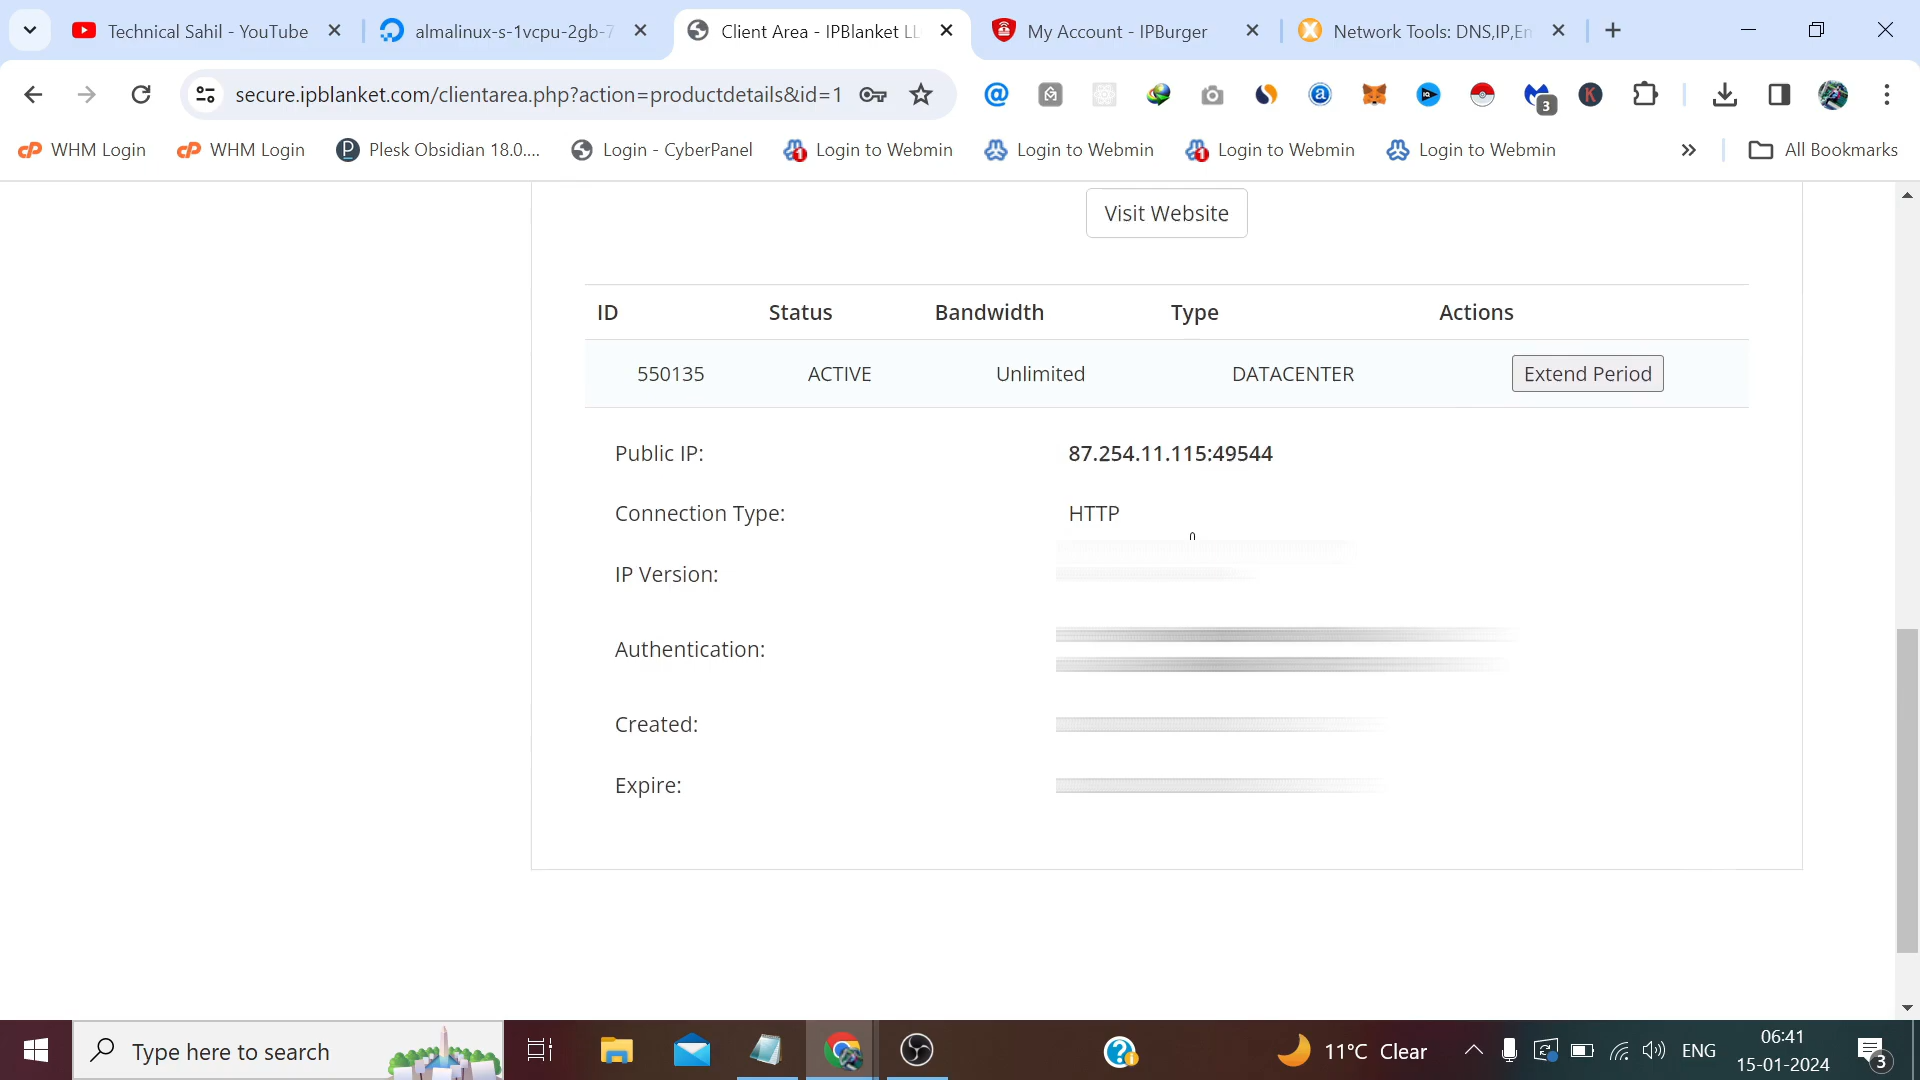 Technical Sahil - YouTube
almalinux-s-1vcpu-2gb-7
Client Area - IPBlanket LL
My Account - IPBurger
Network Tools: DNS,IP,Em
secure.ipblanket.com/clientarea.php?action=productdetails&id=1
3
WHM Login
WHM Login
Plesk Obsidian 18.0....
Login - CyberPanel
Login to Webmin
Login to Webmin
Login to Webmin
Login to Webmin
All Bookmarks
Visit Website
ID Status Bandwidth Type Actions
550135 ACTIVE Unlimited DATACENTER Extend Period
Public IP: 87.254.11.115:49544
Connection Type: HTTP
IP Version:
Authentication:
Created:
Expire:
Type here to search
11°C Clear
ENG
06:41
15-01-2024
3